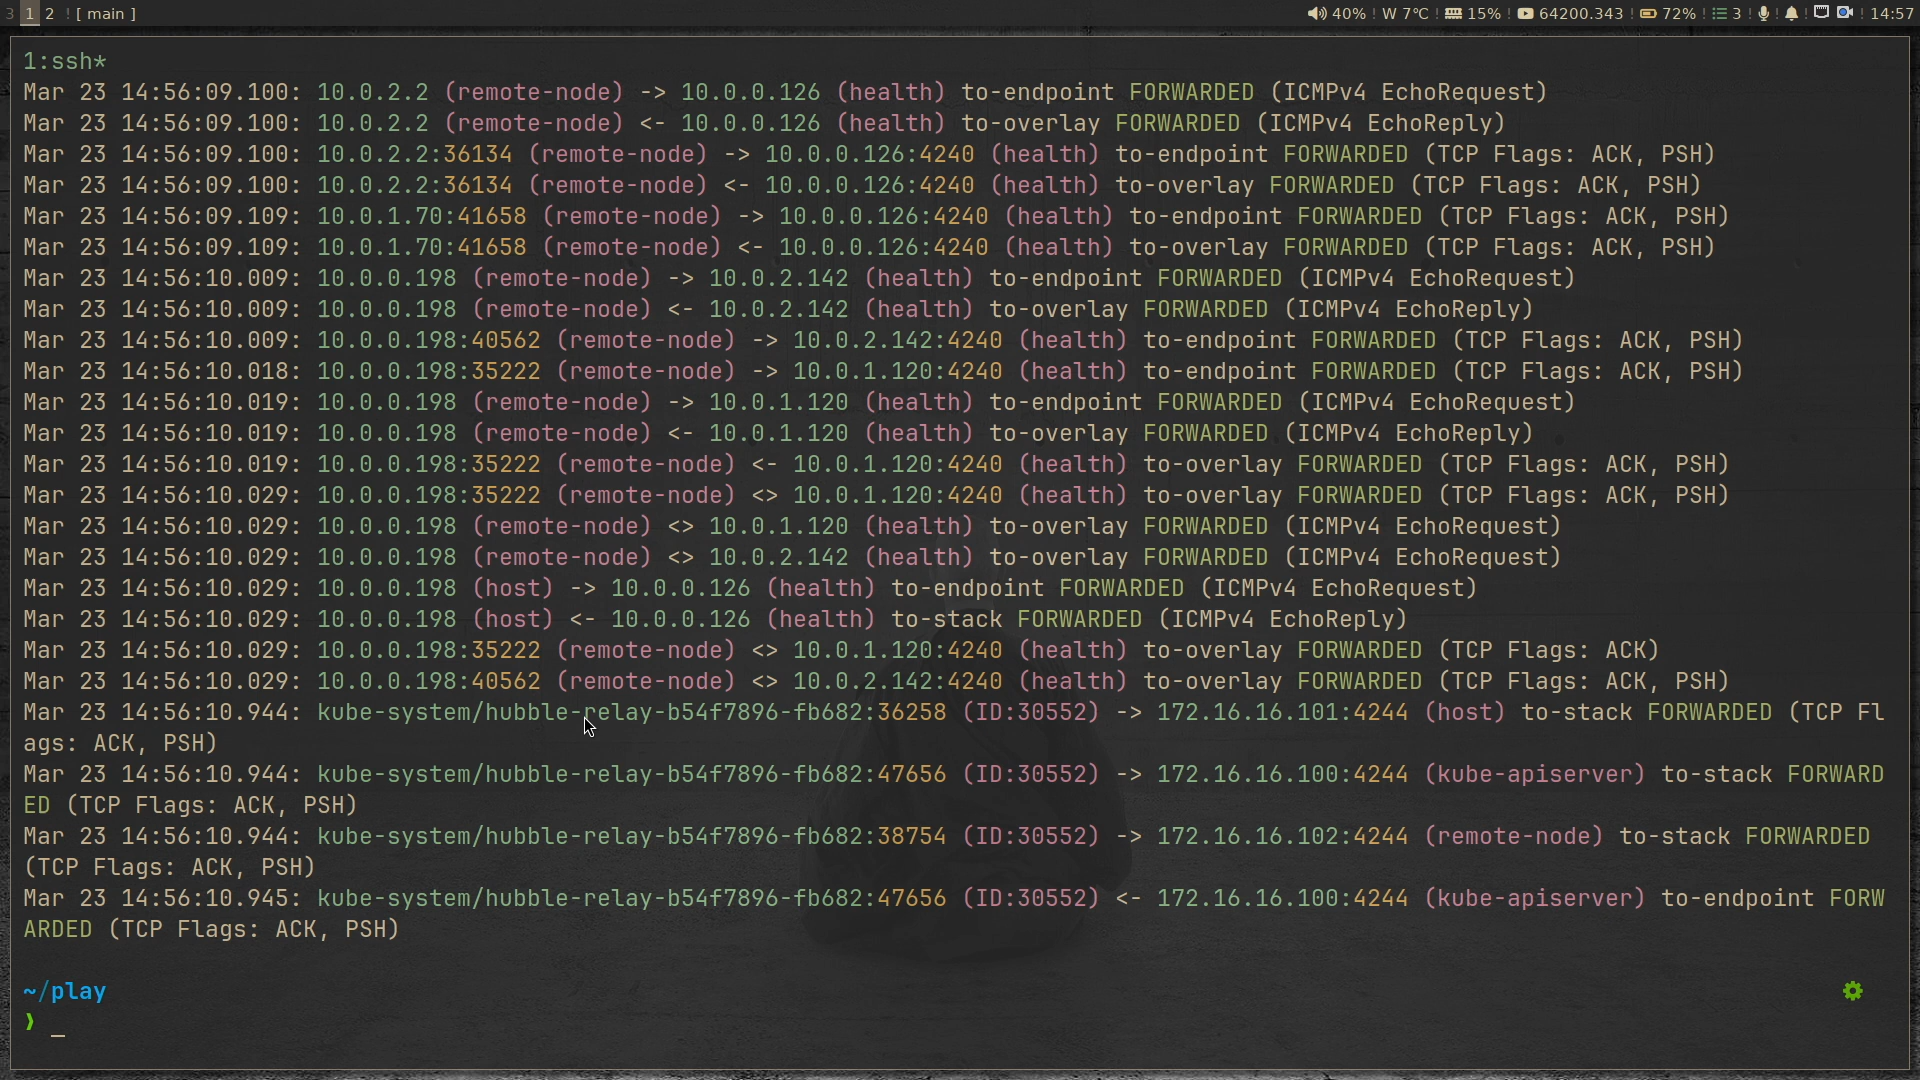 3 1 2 ! [ main ] 40% ! W 7°C ! 15% ! 64200.343 ! 72% ! 3 ! ! ! ! 14:57
1:ssh*
Mar 23 14:56:09.100: 10.0.2.2 (remote-node) -> 10.0.0.126 (health) to-endpoint FORWARDED (ICMPv4 EchoRequest)
Mar 23 14:56:09.100: 10.0.2.2 (remote-node) <- 10.0.0.126 (health) to-overlay FORWARDED (ICMPv4 EchoReply)
Mar 23 14:56:09.100: 10.0.2.2:36134 (remote-node) -> 10.0.0.126:4240 (health) to-endpoint FORWARDED (TCP Flags: ACK, PSH)
Mar 23 14:56:09.100: 10.0.2.2:36134 (remote-node) <- 10.0.0.126:4240 (health) to-overlay FORWARDED (TCP Flags: ACK, PSH)
Mar 23 14:56:09.109: 10.0.1.70:41658 (remote-node) -> 10.0.0.126:4240 (health) to-endpoint FORWARDED (TCP Flags: ACK, PSH)
Mar 23 14:56:09.109: 10.0.1.70:41658 (remote-node) <- 10.0.0.126:4240 (health) to-overlay FORWARDED (TCP Flags: ACK, PSH)
Mar 23 14:56:10.009: 10.0.0.198 (remote-node) -> 10.0.2.142 (health) to-endpoint FORWARDED (ICMPv4 EchoRequest)
Mar 23 14:56:10.009: 10.0.0.198 (remote-node) <- 10.0.2.142 (health) to-overlay FORWARDED (ICMPv4 EchoReply)
Mar 23 14:56:10.009: 10.0.0.198:40562 (remote-node) -> 10.0.2.142:4240 (health) to-endpoint FORWARDED (TCP Flags: ACK, PSH)
Mar 23 14:56:10.018: 10.0.0.198:35222 (remote-node) -> 10.0.1.120:4240 (health) to-endpoint FORWARDED (TCP Flags: ACK, PSH)
Mar 23 14:56:10.019: 10.0.0.198 (remote-node) -> 10.0.1.120 (health) to-endpoint FORWARDED (ICMPv4 EchoRequest)
Mar 23 14:56:10.019: 10.0.0.198 (remote-node) <- 10.0.1.120 (health) to-overlay FORWARDED (ICMPv4 EchoReply)
Mar 23 14:56:10.019: 10.0.0.198:35222 (remote-node) <- 10.0.1.120:4240 (health) to-overlay FORWARDED (TCP Flags: ACK, PSH)
Mar 23 14:56:10.029: 10.0.0.198:35222 (remote-node) <> 10.0.1.120:4240 (health) to-overlay FORWARDED (TCP Flags: ACK, PSH)
Mar 23 14:56:10.029: 10.0.0.198 (remote-node) <> 10.0.1.120 (health) to-overlay FORWARDED (ICMPv4 EchoRequest)
Mar 23 14:56:10.029: 10.0.0.198 (remote-node) <> 10.0.2.142 (health) to-overlay FORWARDED (ICMPv4 EchoRequest)
Mar 23 14:56:10.029: 10.0.0.198 (host) -> 10.0.0.126 (health) to-endpoint FORWARDED (ICMPv4 EchoRequest)
Mar 23 14:56:10.029: 10.0.0.198 (host) <- 10.0.0.126 (health) to-stack FORWARDED (ICMPv4 EchoReply)
Mar 23 14:56:10.029: 10.0.0.198:35222 (remote-node) <> 10.0.1.120:4240 (health) to-overlay FORWARDED (TCP Flags: ACK)
Mar 23 14:56:10.029: 10.0.0.198:40562 (remote-node) <> 10.0.2.142:4240 (health) to-overlay FORWARDED (TCP Flags: ACK, PSH)
Mar 23 14:56:10.944: kube-system/hubble-relay-b54f7896-fb682:36258 (ID:30552) -> 172.16.16.101:4244 (host) to-stack FORWARDED (TCP Fl
ags: ACK, PSH)
Mar 23 14:56:10.944: kube-system/hubble-relay-b54f7896-fb682:47656 (ID:30552) -> 172.16.16.100:4244 (kube-apiserver) to-stack FORWARD
ED (TCP Flags: ACK, PSH)
Mar 23 14:56:10.944: kube-system/hubble-relay-b54f7896-fb682:38754 (ID:30552) -> 172.16.16.102:4244 (remote-node) to-stack FORWARDED
(TCP Flags: ACK, PSH)
Mar 23 14:56:10.945: kube-system/hubble-relay-b54f7896-fb682:47656 (ID:30552) <- 172.16.16.100:4244 (kube-apiserver) to-endpoint FORW
ARDED (TCP Flags: ACK, PSH)
~/play
❯ _